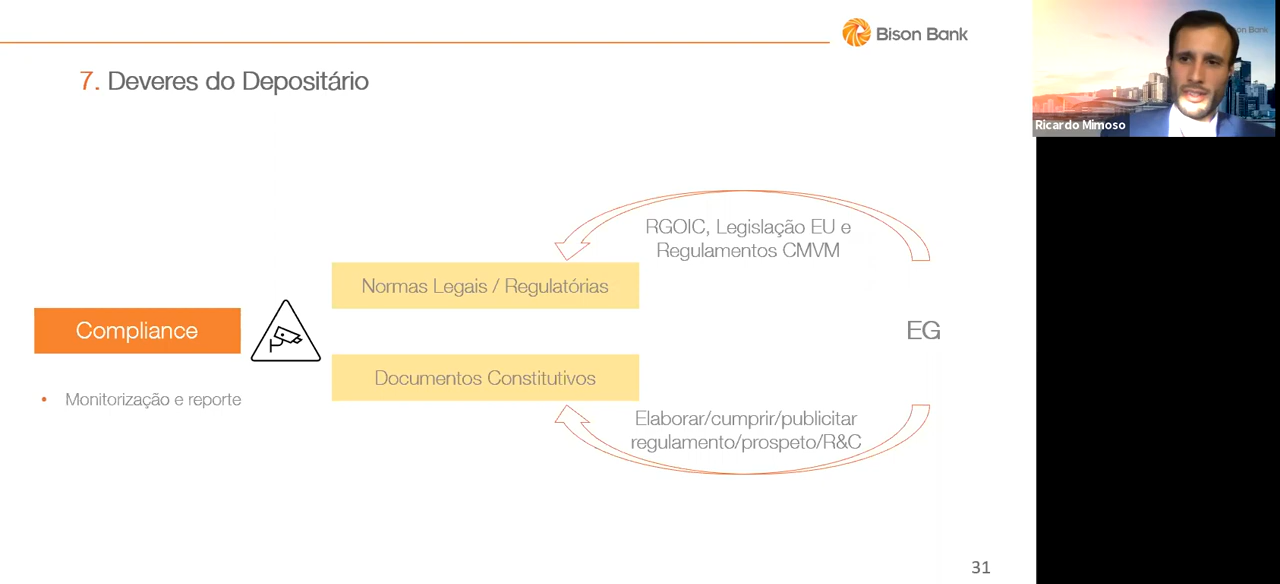 Bison Bank
Ricardo Mimoso
7. Deveres do Depositário
RGOIC, Legislação EU e
Regulamentos CMVM
Normas Legais / Regulatórias
Compliance
EG
Documentos Constitutivos
Monitorização e reporte
Elaborar/cumprir/publicitar
regulamento/prospeto/R&C
31